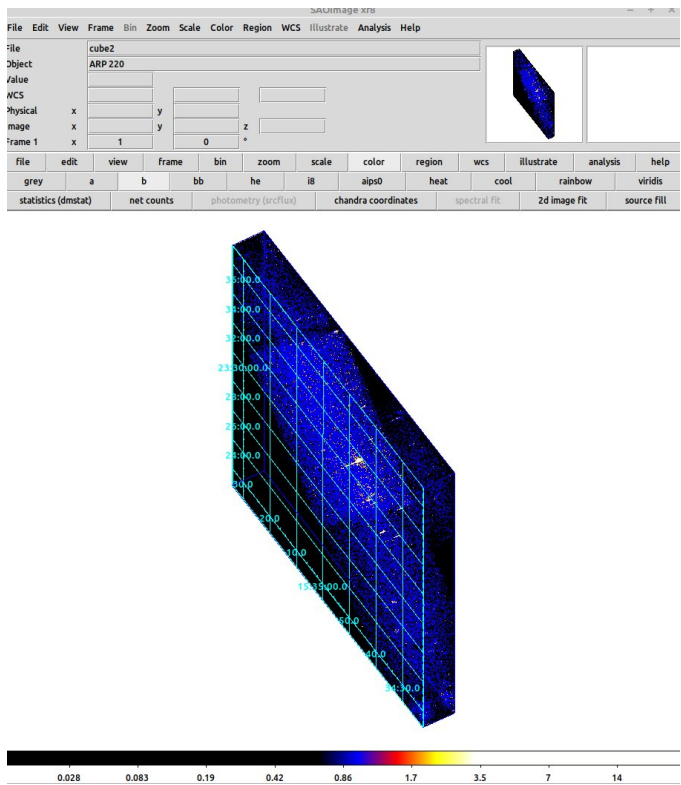 SAOImage xr8
File Edit View Frame Bin Zoom Scale Color Region WCS Illustrate Analysis Help
File cube2
Object ARP 220
Value
WCS
Physical x y
Image x y z
Frame 1 x 1 0 °
file edit view frame bin zoom scale color region wcs illustrate analysis help
grey a b bb he i8 aips0 heat cool rainbow viridis
statistics (dmstat) net counts photometry (srcflux) chandra coordinates spectral fit 2d image fit source fill
36:00.0
34:00.0
32:00.0
23:30:00.0
28:00.0
26:00.0
24:00.0
30.0
20.0
10.0
15:35:00.0
50.0
40.0
34:30.0
0.028 0.083 0.19 0.42 0.86 1.7 3.5 7 14